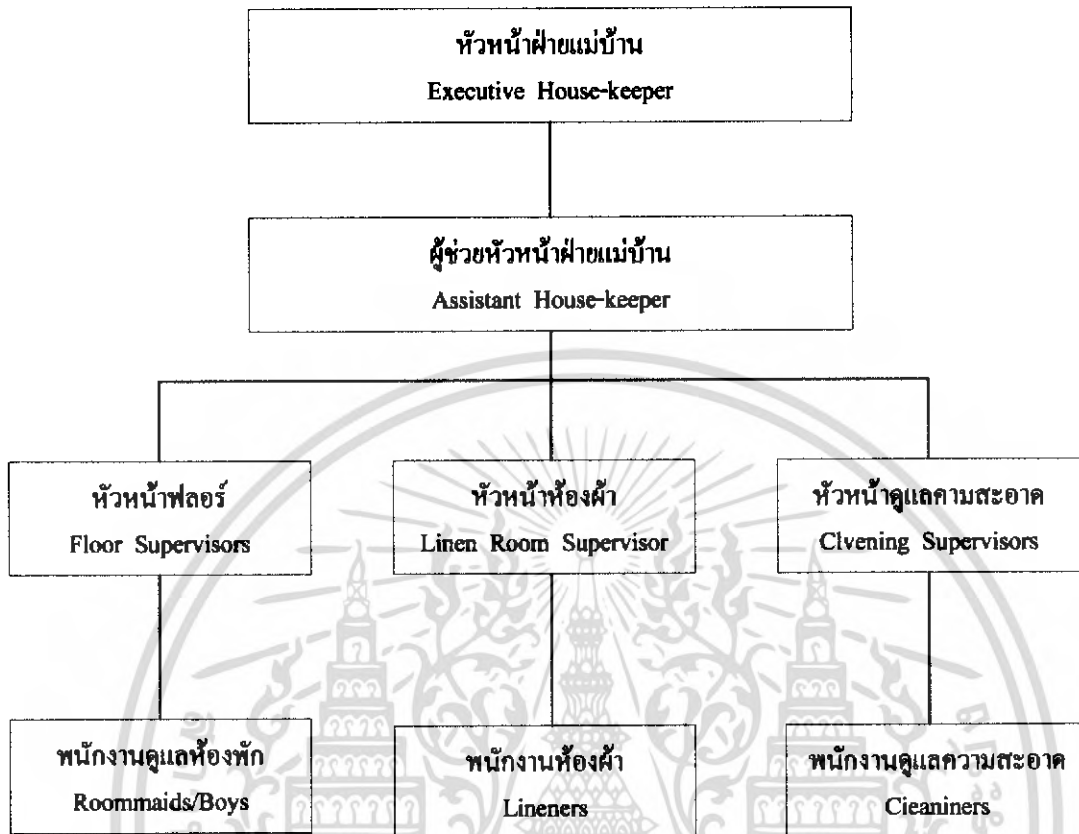 หัวหน้าฝ่ายแม่บ้าน
Executive House-keeper
ผู้ช่วยหัวหน้าฝ่ายแม่บ้าน
Assistant House-keeper
หัวหน้าฟลอร์
Floor Supervisors
หัวหน้าห้องผ้า
Linen Room Supervisor
หัวหน้าดูแลคามสะอาด
Clvening Supervisors
พนักงานดูแลห้องพัก
Roommaids/Boys
พนักงานห้องผ้า
Lineners
พนักงานดูแลความสะอาด
Cieaniners